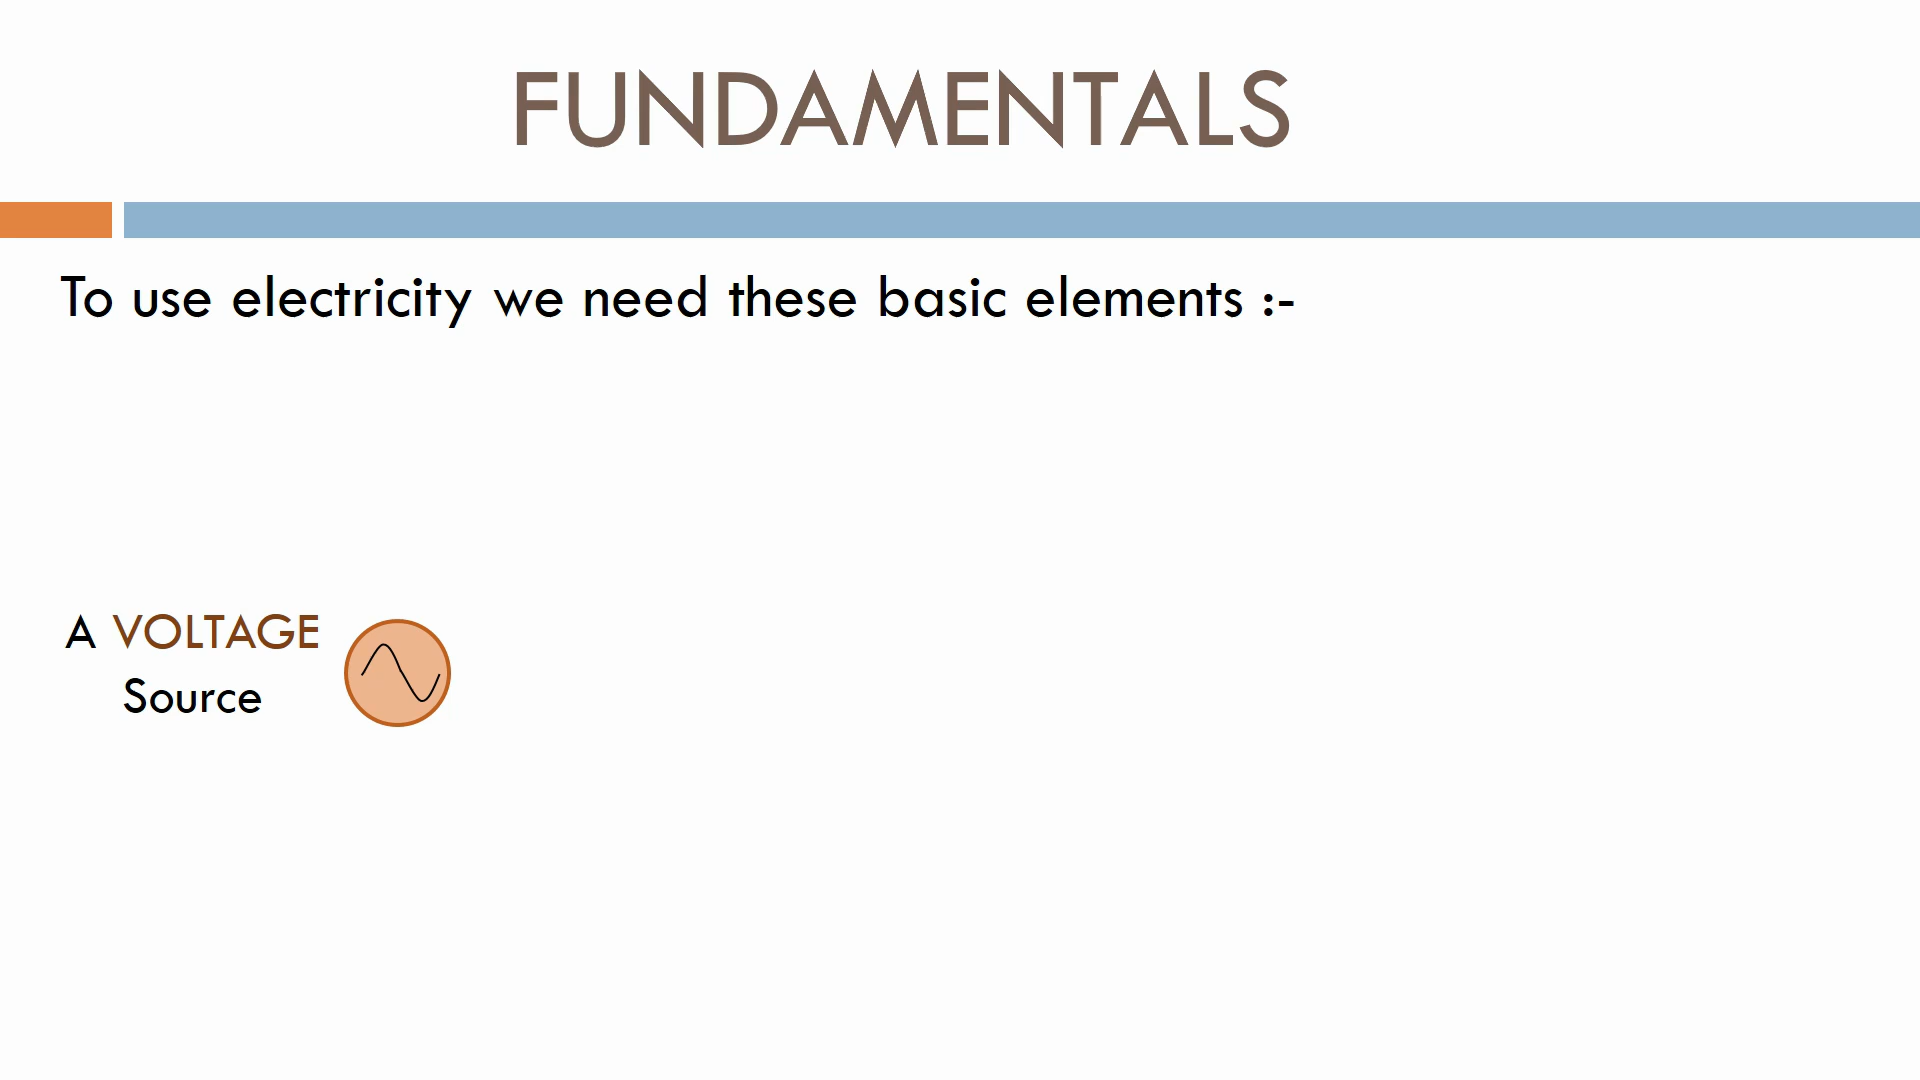 FUNDAMENTALS
To use electricity we need these basic elements :-
A VOLTAGE
Source